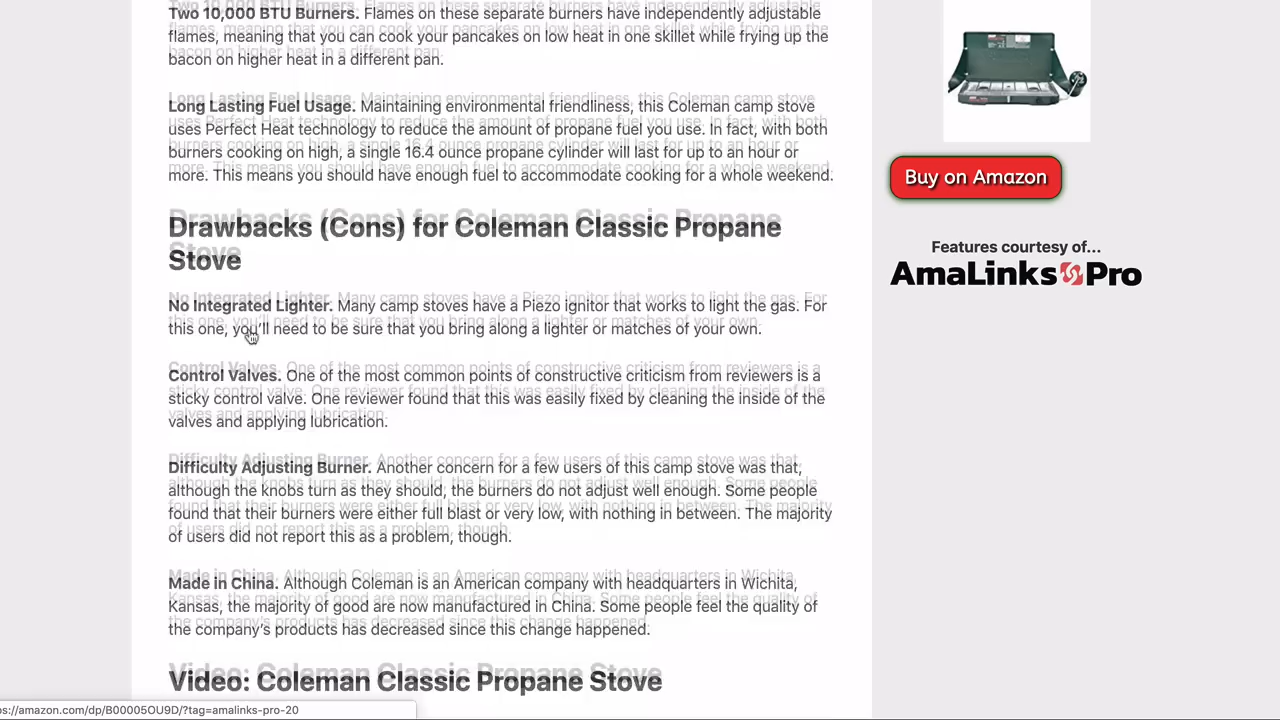 Two 10,000 BTU Burners. Flames on these separate burners have independently adjustable
flames, meaning that you can cook your pancakes on low heat in one skillet while frying up the
bacon on higher heat in a different pan.
Long Lasting Fuel Usage. Maintaining environmental friendliness, this Coleman camp stove
uses Perfect Heat technology to reduce the amount of propane fuel you use. In fact, with both
burners cooking on high, a single 16.4 ounce propane cylinder will last for up to an hour or
more. This means you should have enough fuel to accommodate cooking for a whole weekend.
Drawbacks (Cons) for Coleman Classic Propane
Stove
No Integrated Lighter. Many camp stoves have a Piezo ignitor that works to light the gas. For
this one, you'll need to be sure that you bring along a lighter or matches of your own.
Control Valves. One of the most common points of constructive criticism from reviewers is a
sticky control valve. One reviewer found that this was easily fixed by cleaning the inside of the
valves and applying lubrication.
Difficulty Adjusting Burner. Another concern for a few users of this camp stove was that,
although the knobs turn as they should, the burners do not adjust well enough. Some people
found that their burners were either full blast or very low, with nothing in between. The majority
of users did not report this as a problem, though.
Made in China. Although Coleman is an American company with headquarters in Wichita,
Kansas, the majority of good are now manufactured in China. Some people feel the quality of
the company's products has decreased since this change happened.
Video: Coleman Classic Propane Stove
Buy on Amazon
Features courtesy of...
AmaLinks Pro
ps://amazon.com/dp/B00005OU9D/?tag=amalinks-pro-20